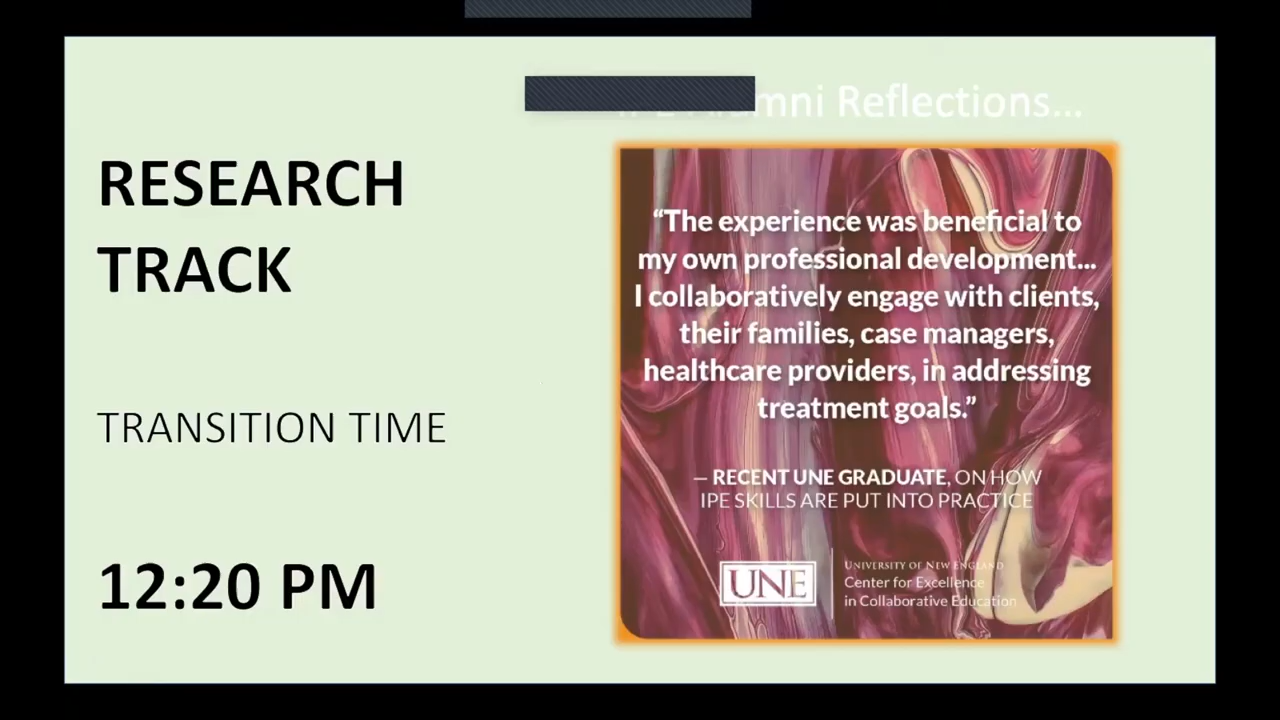 mni Reflections...
RESEARCH
TRACK
TRANSITION TIME
12:20 PM
“The experience was beneficial to
my own professional development...
I collaboratively engage with clients,
their families, case managers,
healthcare providers, in addressing
treatment goals.”
— RECENT UNE GRADUATE, ON HOW
IPE SKILLS ARE PUT INTO PRACTICE
UNE
UNIVERSITY OF NEW ENGLAND
Center for Excellence
in Collaborative Education